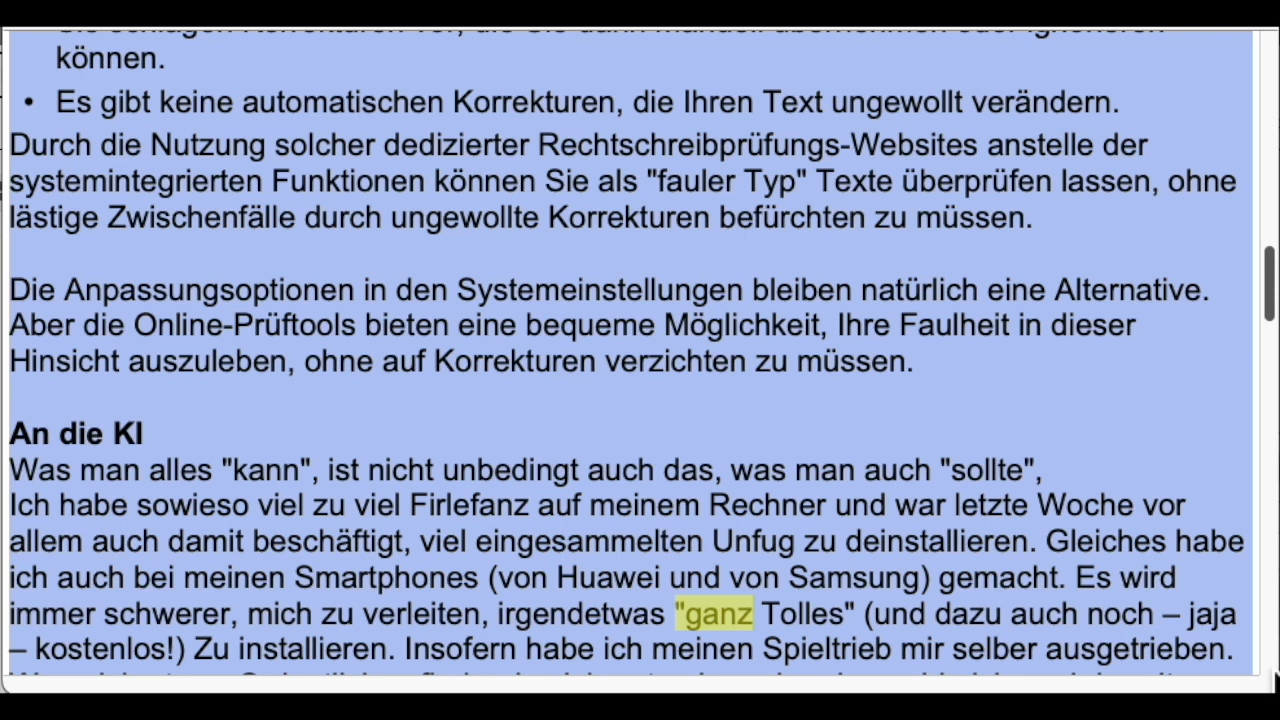 können.
• Es gibt keine automatischen Korrekturen, die Ihren Text ungewollt verändern.
Durch die Nutzung solcher dedizierter Rechtschreibprüfungs-Websites anstelle der
systemintegrierten Funktionen können Sie als "fauler Typ" Texte überprüfen lassen, ohne
lästige Zwischenfälle durch ungewollte Korrekturen befürchten zu müssen.
Die Anpassungsoptionen in den Systemeinstellungen bleiben natürlich eine Alternative.
Aber die Online-Prüftools bieten eine bequeme Möglichkeit, Ihre Faulheit in dieser
Hinsicht auszuleben, ohne auf Korrekturen verzichten zu müssen.
An die KI
Was man alles "kann", ist nicht unbedingt auch das, was man auch "sollte",
Ich habe sowieso viel zu viel Firlefanz auf meinem Rechner und war letzte Woche vor
allem auch damit beschäftigt, viel eingesammelten Unfug zu deinstallieren. Gleiches habe
ich auch bei meinen Smartphones (von Huawei und von Samsung) gemacht. Es wird
immer schwerer, mich zu verleiten, irgendetwas "ganz Tolles" (und dazu auch noch – jaja
– kostenlos!) Zu installieren. Insofern habe ich meinen Spieltrieb mir selber ausgetrieben.